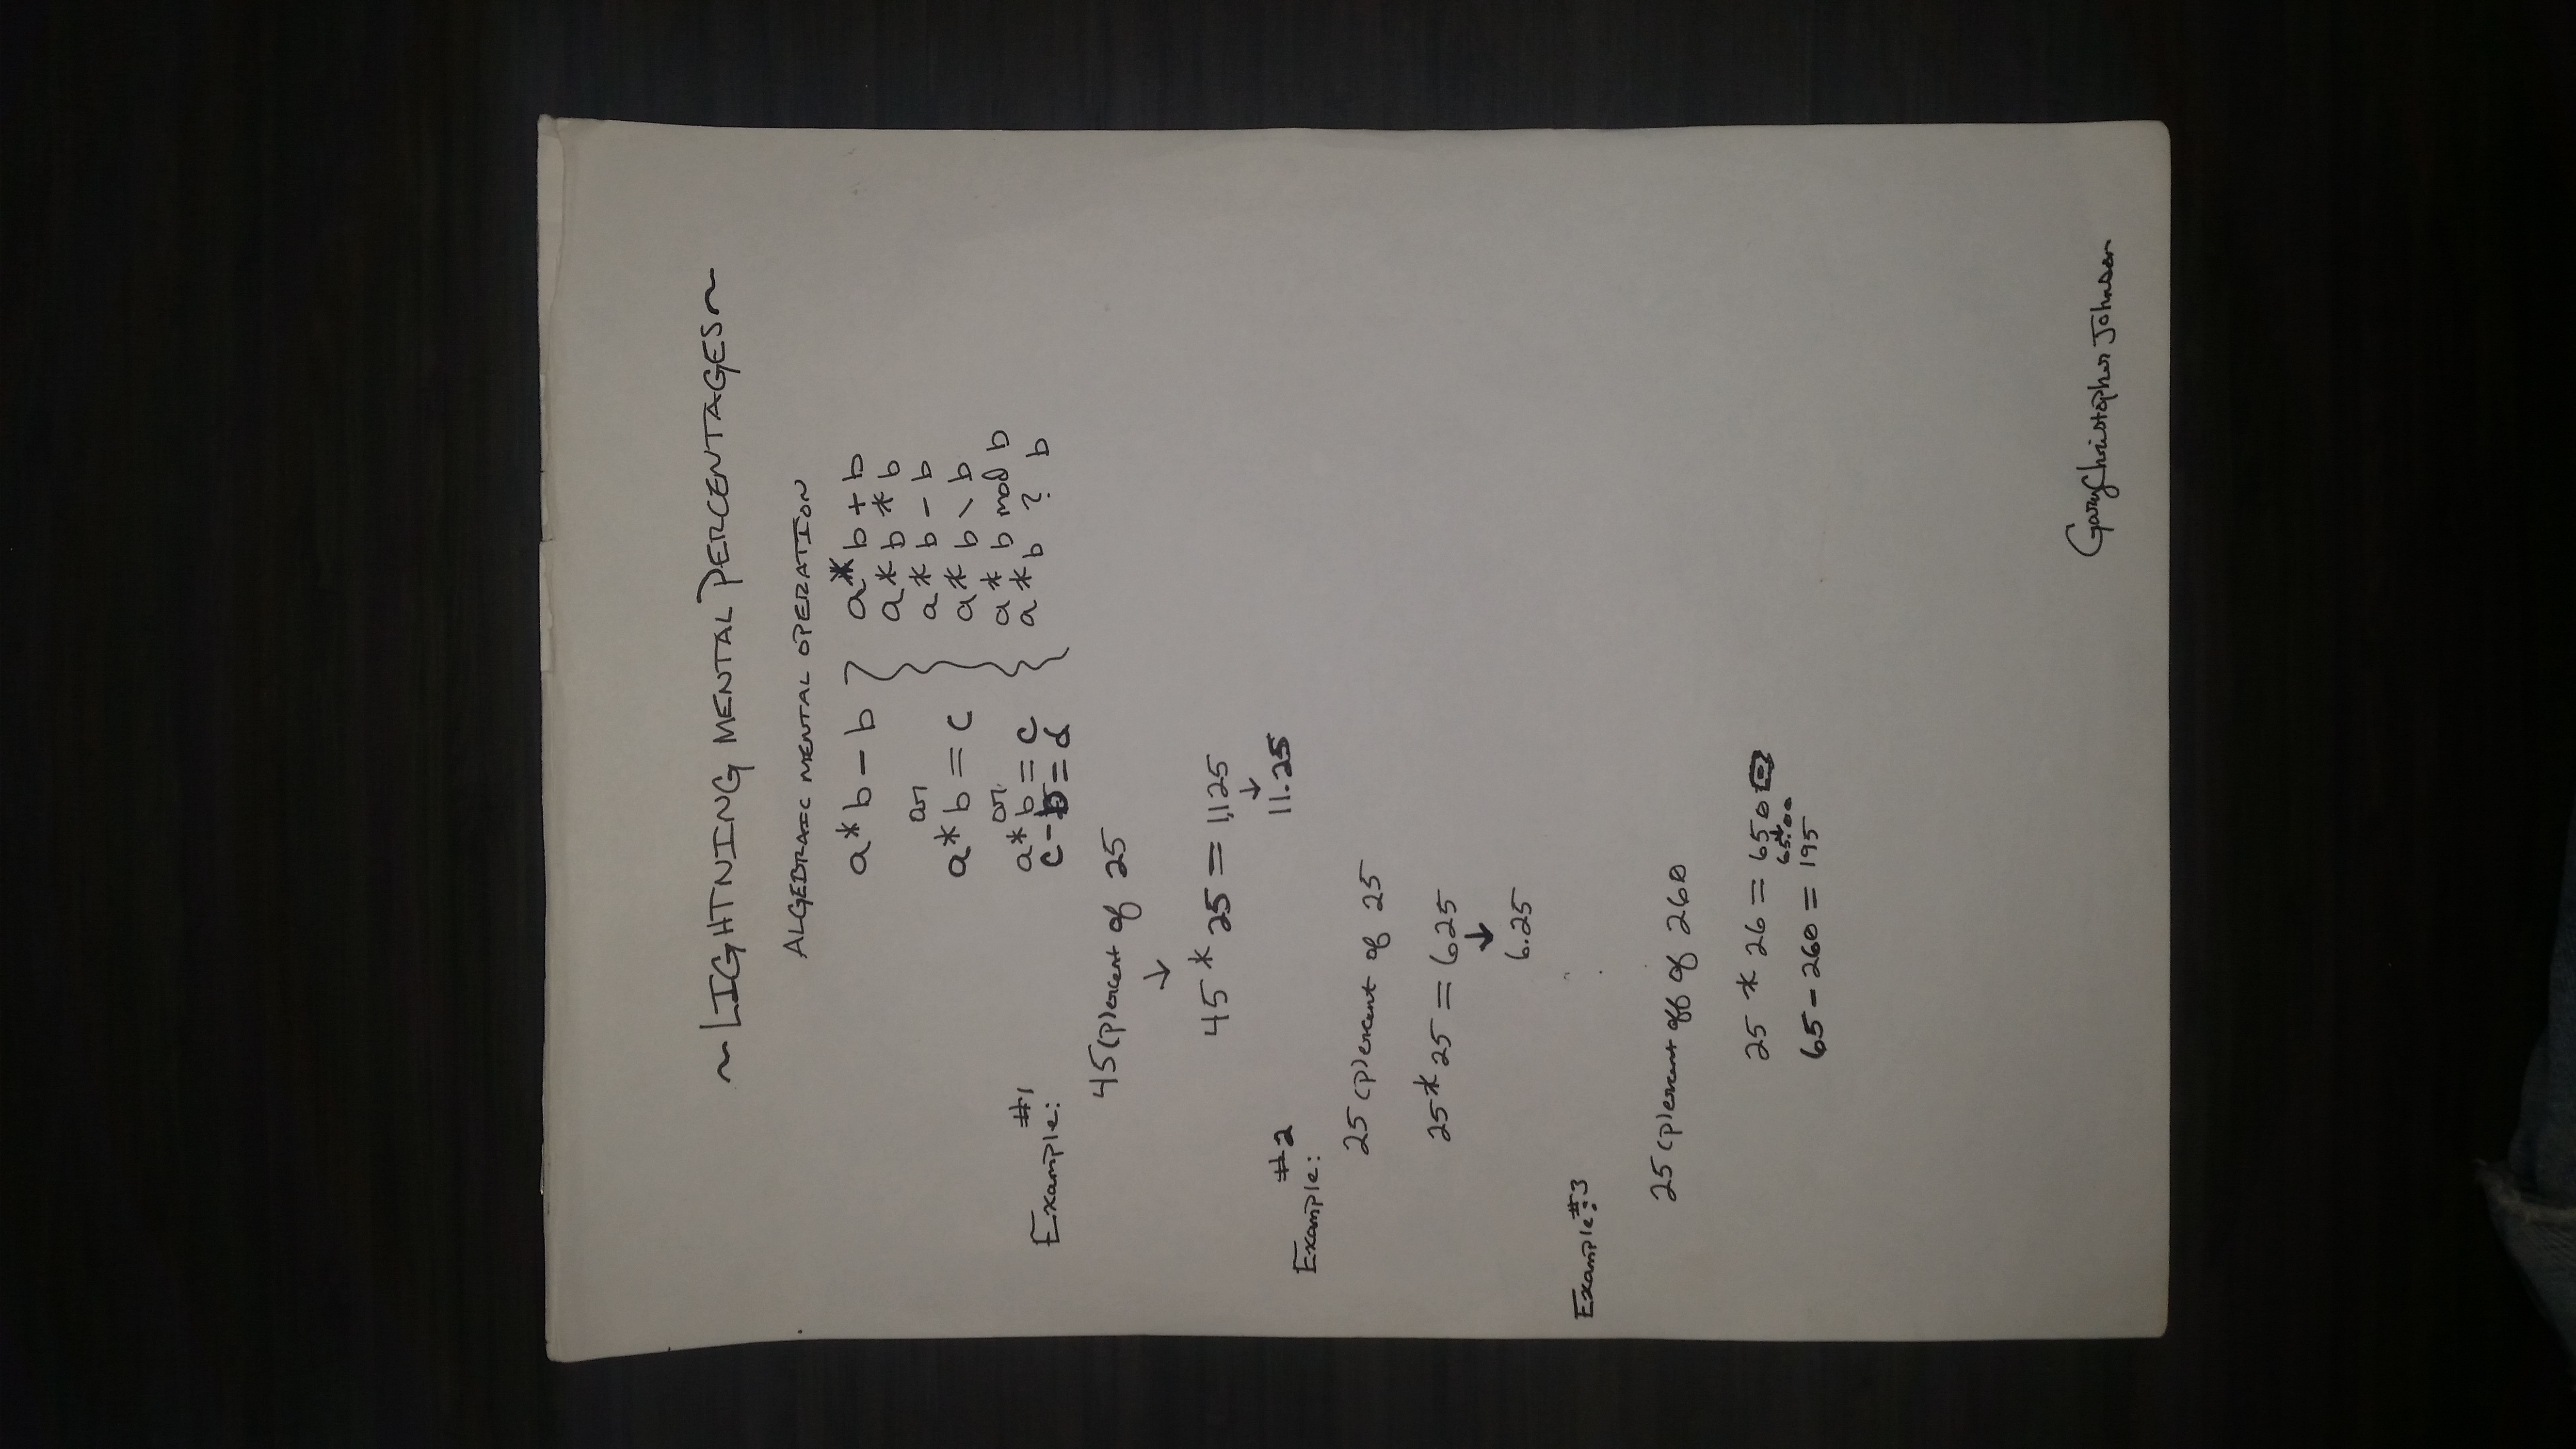 ~LIGHTNING MENTAL PERCENTAGES~
ALGEBRAIC MENTAL OPERATION
a*b-b
or
a*b=c
or
a*b=c
c-b=d
a*b+b
a*b*b
a*b-b
a*b\b
a*b mod b
a*b ? b
#1
Example:
45(p)ercent of 25
↓
45*25=1,125
↓
11.25
#2
Example:
25(p)ercent of 25
25*25=625
↓
6.25
Example:#3
25(p)ercent off of 260
25*26=650
65.00
65-260=195
Gary Christopher Johnson